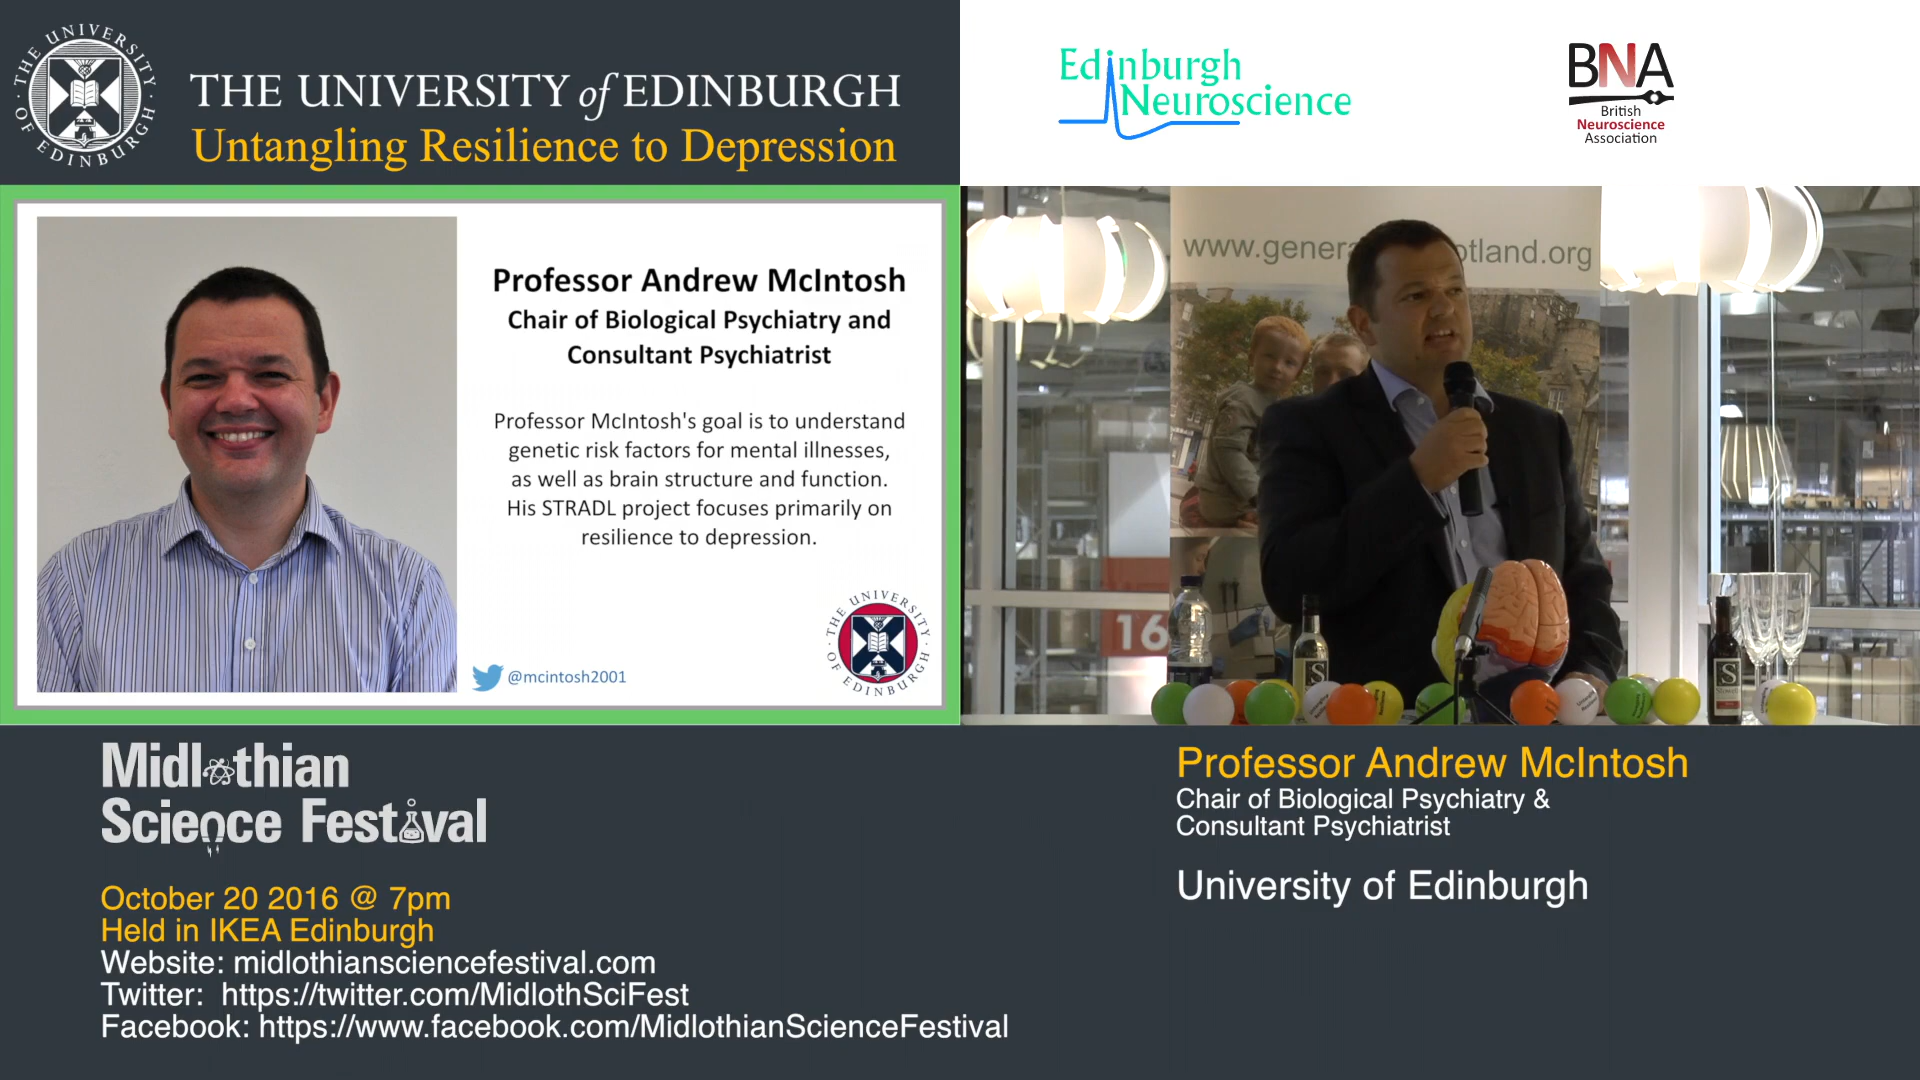 THE UNIVERSITY OF EDINBURGH
THE UNIVERSITY of EDINBURGH
Untangling Resilience to Depression
Edinburgh
Neuroscience
BNA
British
Neuroscience
Association
Professor Andrew McIntosh
Chair of Biological Psychiatry and
Consultant Psychiatrist
Professor McIntosh's goal is to understand
genetic risk factors for mental illnesses,
as well as brain structure and function.
His STRADL project focuses primarily on
resilience to depression.
@mcintosh2001
THE UNIVERSITY OF EDINBURGH
www.genera
otland.org
16
S
S
Midlothian
Science Festival
October 20 2016 @ 7pm
Held in IKEA Edinburgh
Website: midlothiansciencefestival.com
Twitter: https://twitter.com/MidlothSciFest
Facebook: https://www.facebook.com/MidlothianScienceFestival
Professor Andrew McIntosh
Chair of Biological Psychiatry &
Consultant Psychiatrist
University of Edinburgh